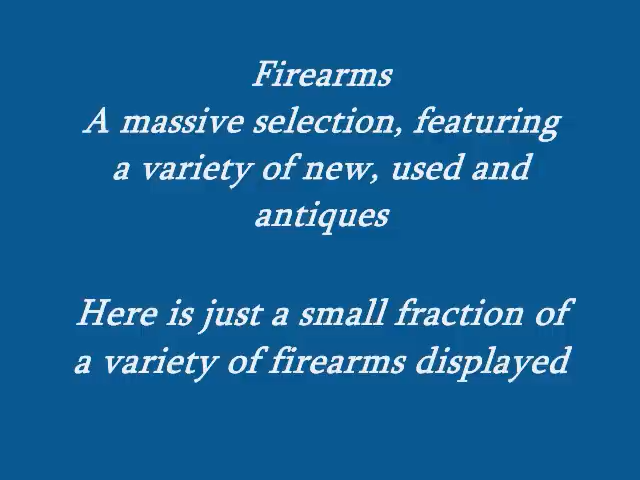 Firearms
A massive selection, featuring
a variety of new, used and
antiques
Here is just a small fraction of
a variety of firearms displayed